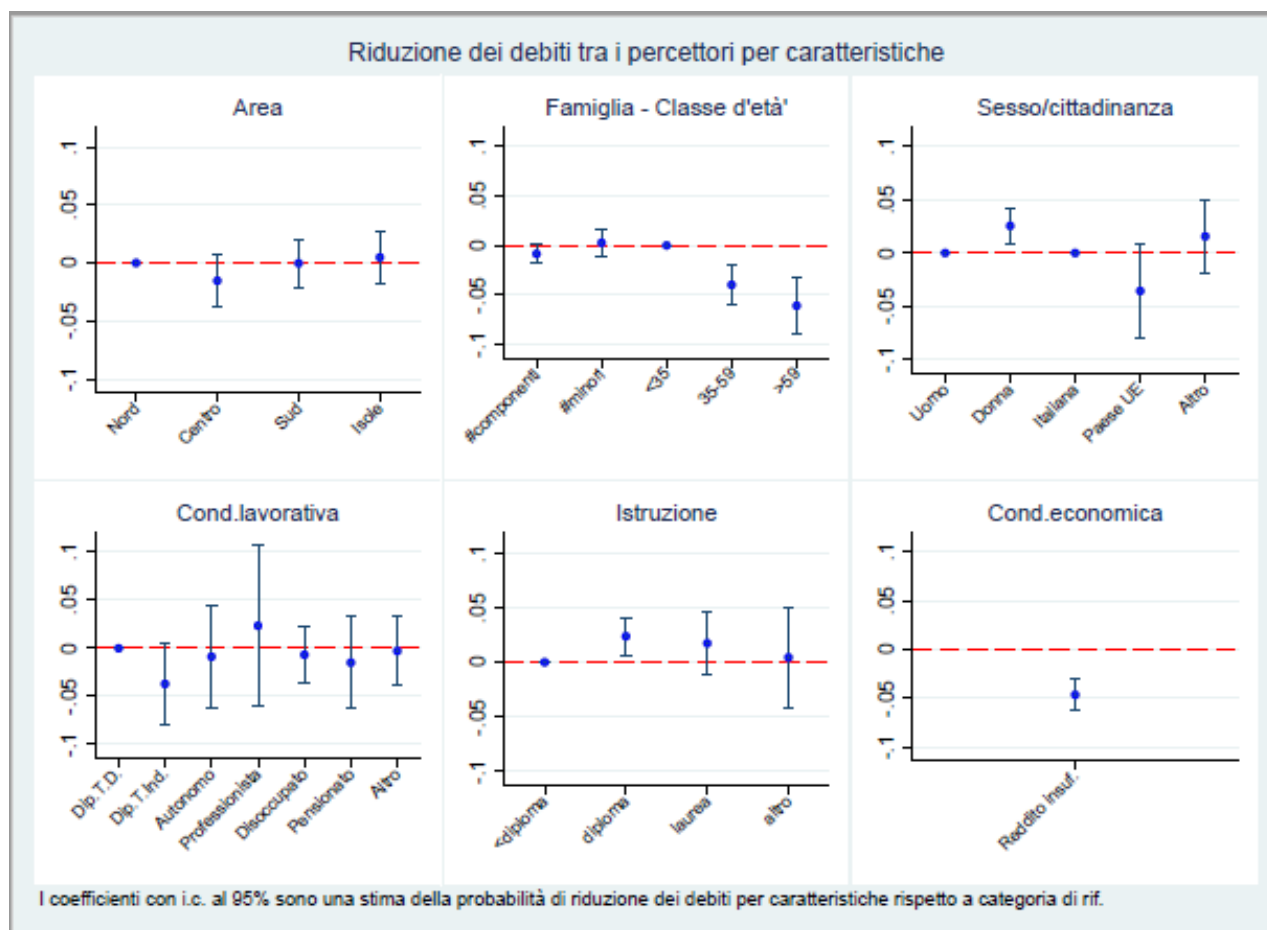 Riduzione dei debiti tra i percettori per caratteristiche
Area
.1
.05
0
-.05
-.1
Nord
Centro
Sud
Isole
Famiglia - Classe d'età'
.1
.05
0
-.05
-.1
#componenti
#minori
<35
35-59
>59
Sesso/cittadinanza
.1
.05
0
-.05
-.1
Uomo
Donna
Italiana
Paese UE
Altro
Cond.lavorativa
.1
.05
0
-.05
-.1
Dip.T.D.
Dip.T.Ind.
Autonomo
Professionista
Disoccupato
Pensionato
Altro
Istruzione
.1
.05
0
-.05
-.1
<diploma
diploma
laurea
altro
Cond.economica
.1
.05
0
-.05
-.1
Reddito Insuf.
I coefficienti con i.c. al 95% sono una stima della probabilità di riduzione dei debiti per caratteristiche rispetto a categoria di rif.